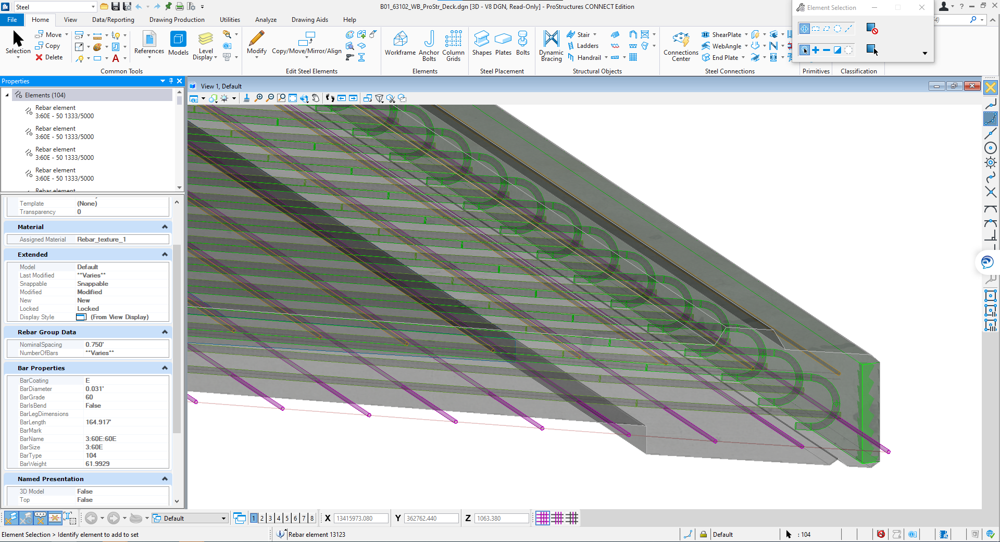 Steel
B01_63102_WB_ProStr_Deck.dgn [3D - V8 DGN, Read-Only] - ProStructures CONNECT Edition
Element Selection
File
Home
View
Data/Reporting
Drawing Production
Utilities
Analyze
Drawing Aids
Help
Selection
Move
Copy
Delete
References
Models
Level
Display
Common Tools
Modify
Copy/Move/Mirror/Align
Edit Steel Elements
Workframe
Anchor
Bolts
Column
Grids
Elements
Shapes
Plates
Bolts
Steel Placement
Dynamic
Bracing
Stair
Ladders
Handrail
Structural Objects
Connections
Center
ShearPlate
WebAngle
End Plate
Steel Connections
Primitives
Classification
Properties
Elements (104)
Rebar element
3:60E - 50 1333/5000
Rebar element
3:60E - 50 1333/5000
Rebar element
3:60E - 50 1333/5000
Rebar element
3:60E - 50 1333/5000
Rebar element
View 1, Default
Template (None)
Transparency 0
Material
Assigned Material Rebar_texture_1
Extended
Model Default
Last Modified **Varies**
Snappable Snappable
Modified Modified
New New
Locked Locked
Display Style (From View Display)
Rebar Group Data
NominalSpacing 0.750'
NumberOfBars **Varies**
Bar Properties
BarCoating E
BarDiameter 0.031'
BarGrade 60
BarIsBend False
BarLegDimensions
BarLength 164.917'
BarMark
BarName 3:60E:60E
BarSize 3:60E
BarType 104
BarWeight 61.9929
Named Presentation
3D Model False
Top False
Default
1 2 3 4 5 6 7 8
X 13415973.080
Y 362762.440
Z 1063.380
Element Selection > Identify element to add to set
Rebar element 13123
Default
: 104